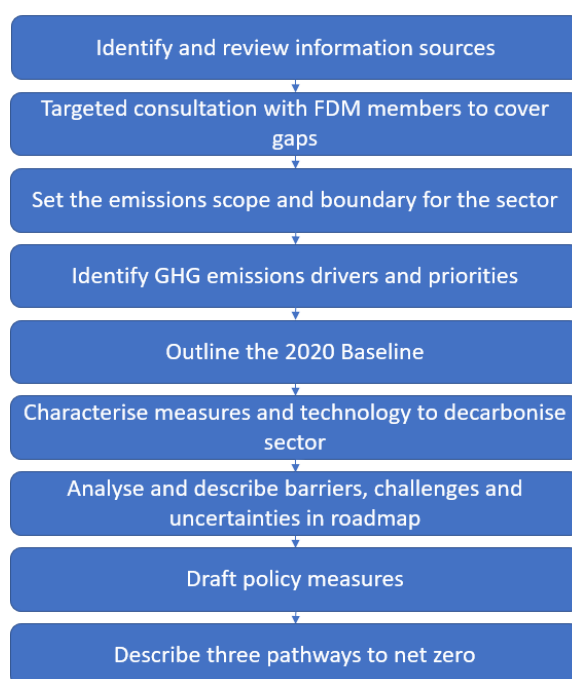 Identify and review information sources
Targeted consultation with FDM members to cover
gaps
Set the emissions scope and boundary for the sector
Identify GHG emissions drivers and priorities
Outline the 2020 Baseline
Characterise measures and technology to decarbonise
sector
Analyse and describe barriers, challenges and
uncertainties in roadmap
Draft policy measures
Describe three pathways to net zero